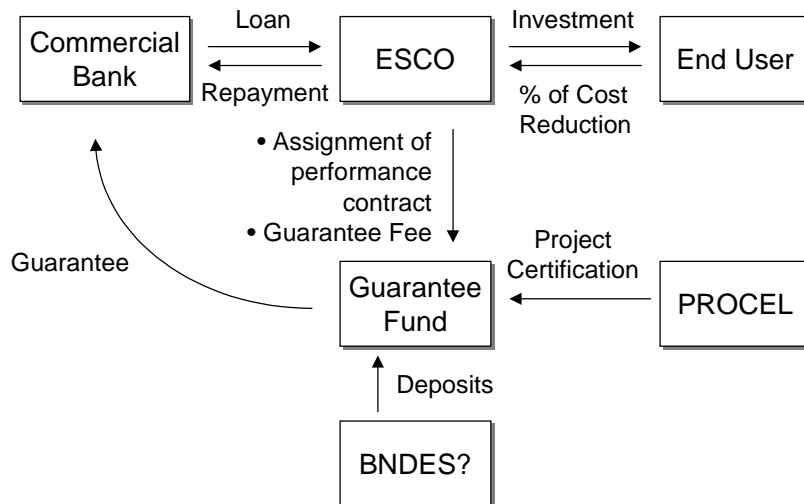 Commercial
Bank
Loan
Repayment
ESCO
Investment
% of Cost
Reduction
End User
• Assignment of
performance
contract
• Guarantee Fee
Guarantee
Guarantee
Fund
Project
Certification
PROCEL
Deposits
BNDES?